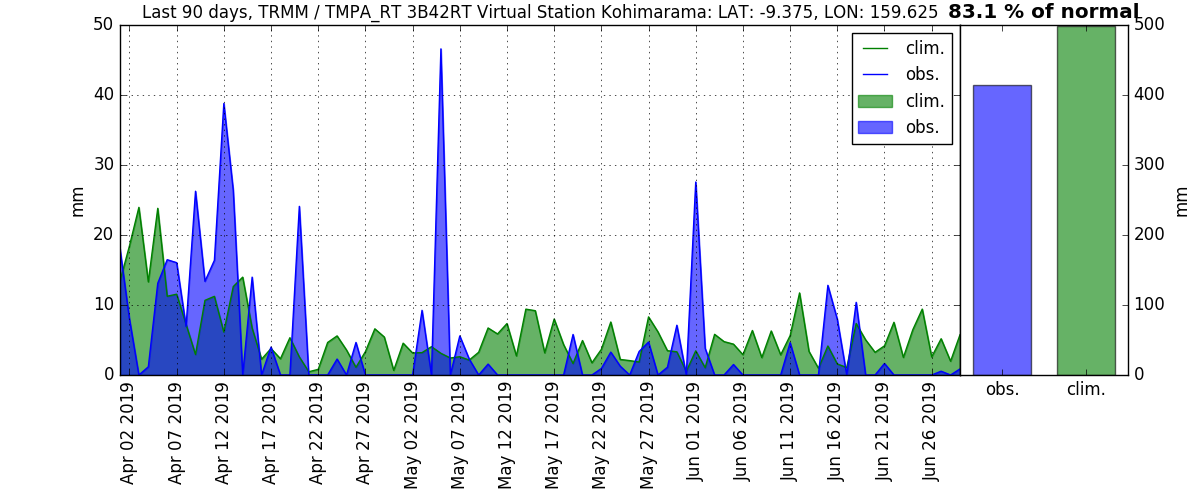 Last 90 days, TRMM / TMPA_RT 3B42RT Virtual Station Kohimarama: LAT: -9.375, LON: 159.625
83.1 % of normal
50
40
30
20
10
0
mm
clim.
obs.
clim.
obs.
500
400
300
200
100
0
mm
Apr 02 2019
Apr 07 2019
Apr 12 2019
Apr 17 2019
Apr 22 2019
Apr 27 2019
May 02 2019
May 07 2019
May 12 2019
May 17 2019
May 22 2019
May 27 2019
Jun 01 2019
Jun 06 2019
Jun 11 2019
Jun 16 2019
Jun 21 2019
Jun 26 2019
obs.
clim.